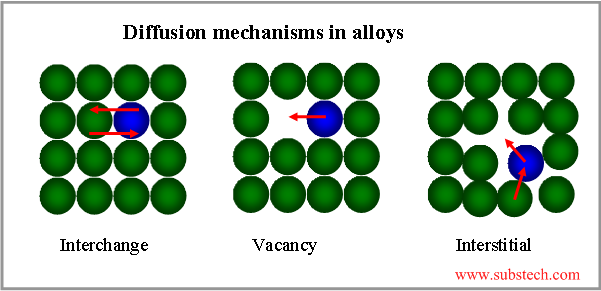 Diffusion mechanisms in alloys
Interchange
Vacancy
Interstitial
www.substech.com